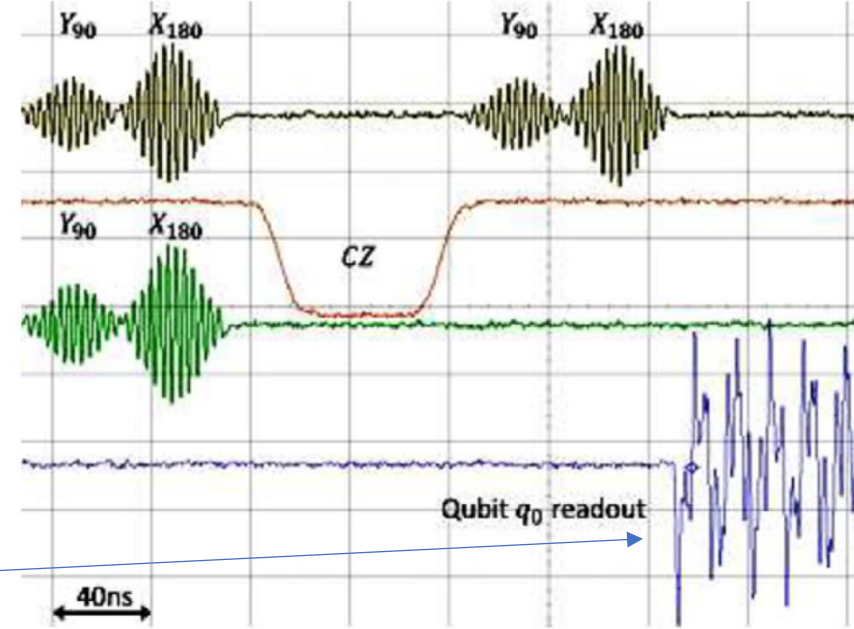 Y₉₀ X₁₈₀ Y₉₀ X₁₈₀
Y₉₀ X₁₈₀
CZ
Qubit q₀ readout
40ns